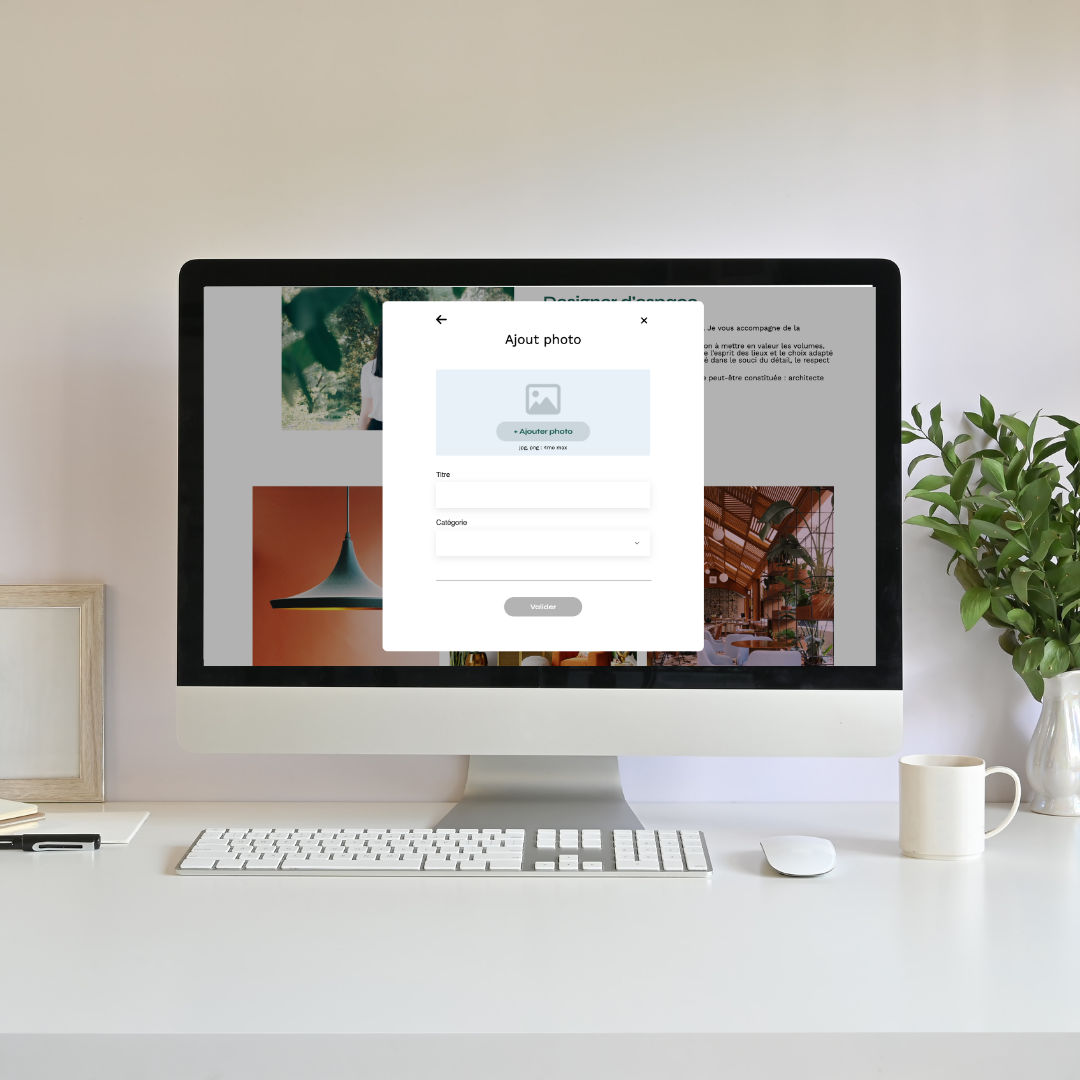 Designer d'espace
. Je vous accompagne de la
on à mettre en valeur les volumes,
e l'esprit des lieux et le choix adapté
é dans le souci du détail, le respect
e peut-être constituée : architecte
Ajout photo
+ Ajouter photo
jpg, png : 4mo max
Titre
Catégorie
Valider